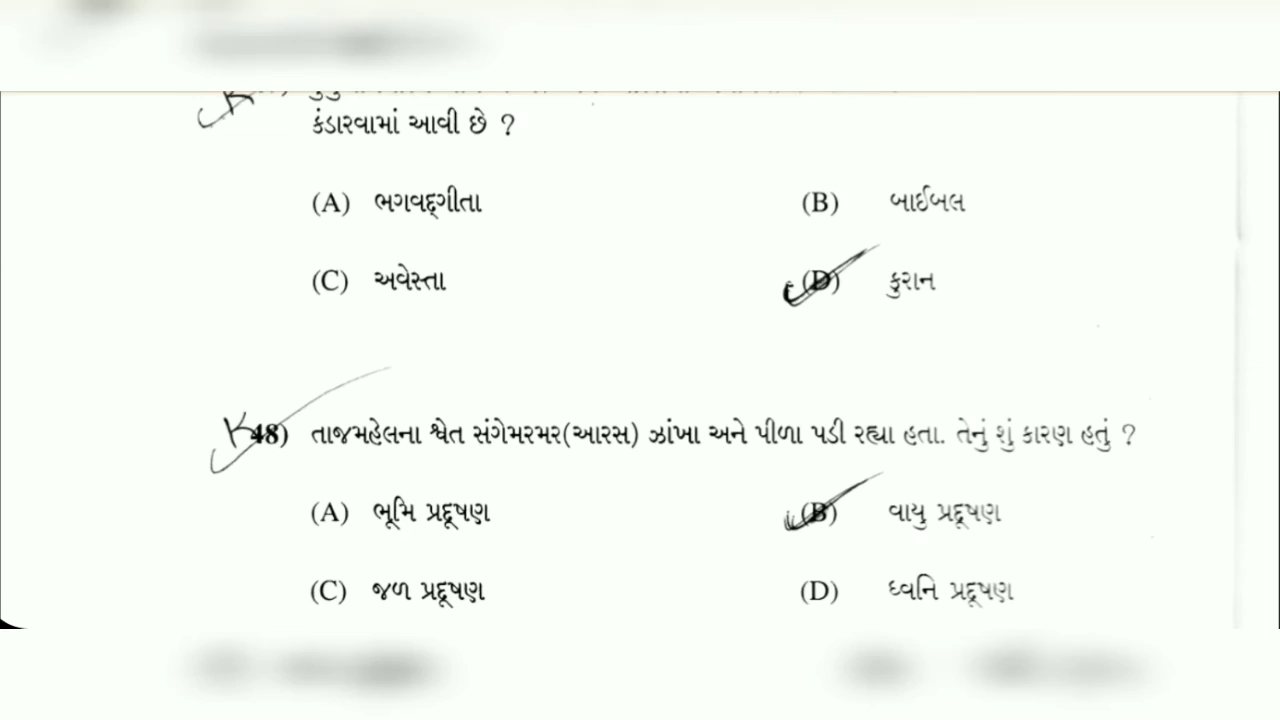 કંડારવામાં આવી છે ?
(A) ભગવદ્ગીતા (B) બાઈબલ
(C) અવેસ્તા (D) કુરાન
48) તાજમહેલના શ્વેત સંગેમરમર(આરસ) ઝાંખા અને પીળા પડી રહ્યા હતા. તેનું શું કારણ હતું ?
(A) ભૂમિ પ્રદૂષણ (B) વાયુ પ્રદૂષણ
(C) જળ પ્રદૂષણ (D) ધ્વનિ પ્રદૂષણ